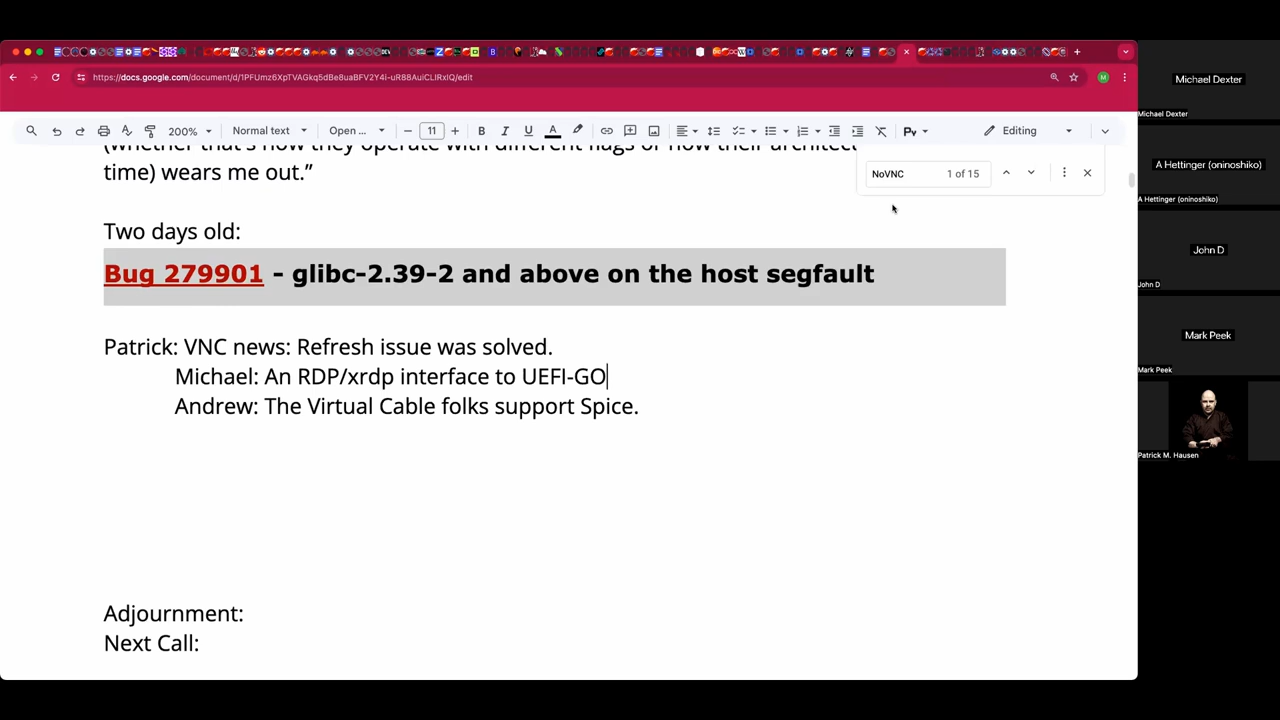 https://docs.google.com/document/d/1PFUmz6XpTVAGkq5dBe8uaBFV2Y4i-uR88AuiCLIRxIQ/edit
200%
Normal text
Open ...
11
Editing
(whether that's how they operate with different flags or how their architect
time) wears me out.”
NoVNC 1 of 15
Two days old:
Bug 279901 - glibc-2.39-2 and above on the host segfault
Patrick: VNC news: Refresh issue was solved.
Michael: An RDP/xrdp interface to UEFI-GO
Andrew: The Virtual Cable folks support Spice.
Adjournment:
Next Call:
Michael Dexter
Michael Dexter
A Hettinger (oninoshiko)
A Hettinger (oninoshiko)
John D
John D
Mark Peek
Mark Peek
Patrick M. Hausen